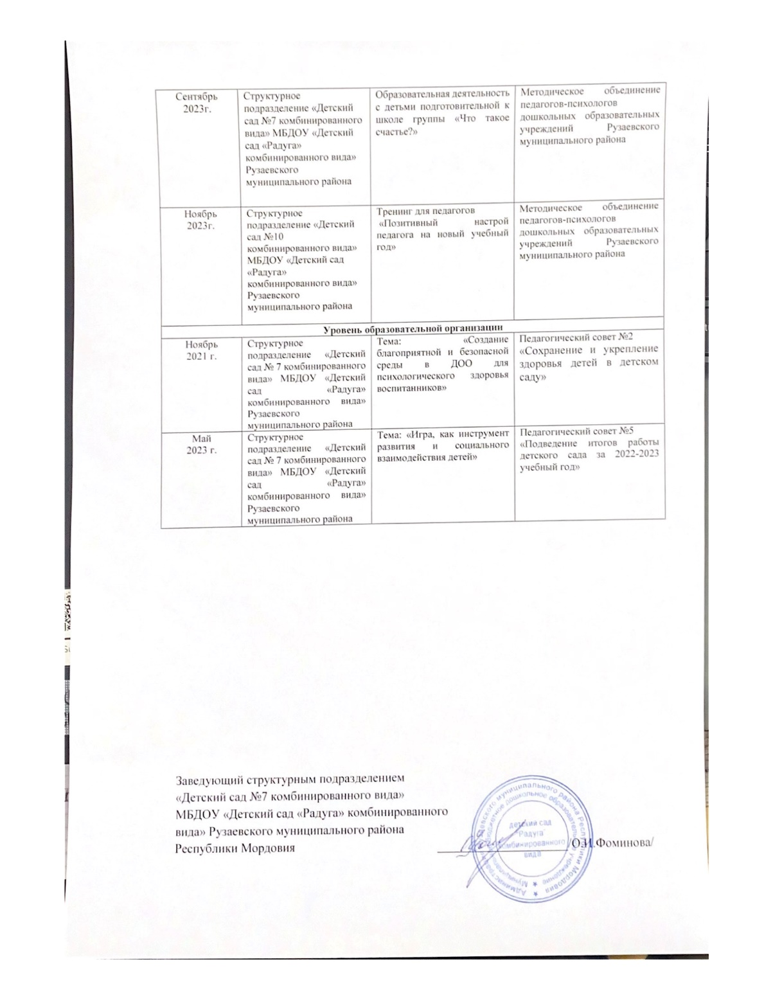 Сентябрь
2023г.
Структурное
подразделение «Детский
сад №7 комбинированного
вида» МБДОУ «Детский
сад «Радуга»
комбинированного вида»
Рузаевского
муниципального района
Образовательная деятельность
с детьми подготовительной к
школе группы «Что такое
счастье?»
Методическое объединение
педагогов-психологов
дошкольных образовательных
учреждений Рузаевского
муниципального района
Ноябрь
2023г.
Структурное
подразделение «Детский
сад №10
комбинированного вида»
МБДОУ «Детский сад
«Радуга»
комбинированного вида»
Рузаевского
муниципального района
Тренинг для педагогов
«Позитивный настрой
педагога на новый учебный
год»
Методическое объединение
педагогов-психологов
дошкольных образовательных
учреждений Рузаевского
муниципального района
Уровень образовательной организации
Ноябрь
2021 г.
Структурное
подразделение «Детский
сад № 7 комбинированного
вида» МБДОУ «Детский
сад «Радуга»
комбинированного вида»
Рузаевского
муниципального района
Тема: «Создание
благоприятной и безопасной
среды в ДОО для
психологического здоровья
воспитанников»
Педагогический совет №2
«Сохранение и укрепление
здоровья детей в детском
саду»
Май
2023 г.
Структурное
подразделение «Детский
сад № 7 комбинированного
вида» МБДОУ «Детский
сад «Радуга»
комбинированного вида»
Рузаевского
муниципального района
Тема: «Игра, как инструмент
развития и социального
взаимодействия детей»
Педагогический совет №5
«Подведение итогов работы
детского сада за 2022-2023
учебный год»
Заведующий структурным подразделением
«Детский сад №7 комбинированного вида»
МБДОУ «Детский сад «Радуга» комбинированного
вида» Рузаевского муниципального района
Республики Мордовия
/О.И.Фоминова/
муниципального района Республики Мордовия
дошкольное образовательное учреждение
детский сад
"Радуга"
комбинированного
вида